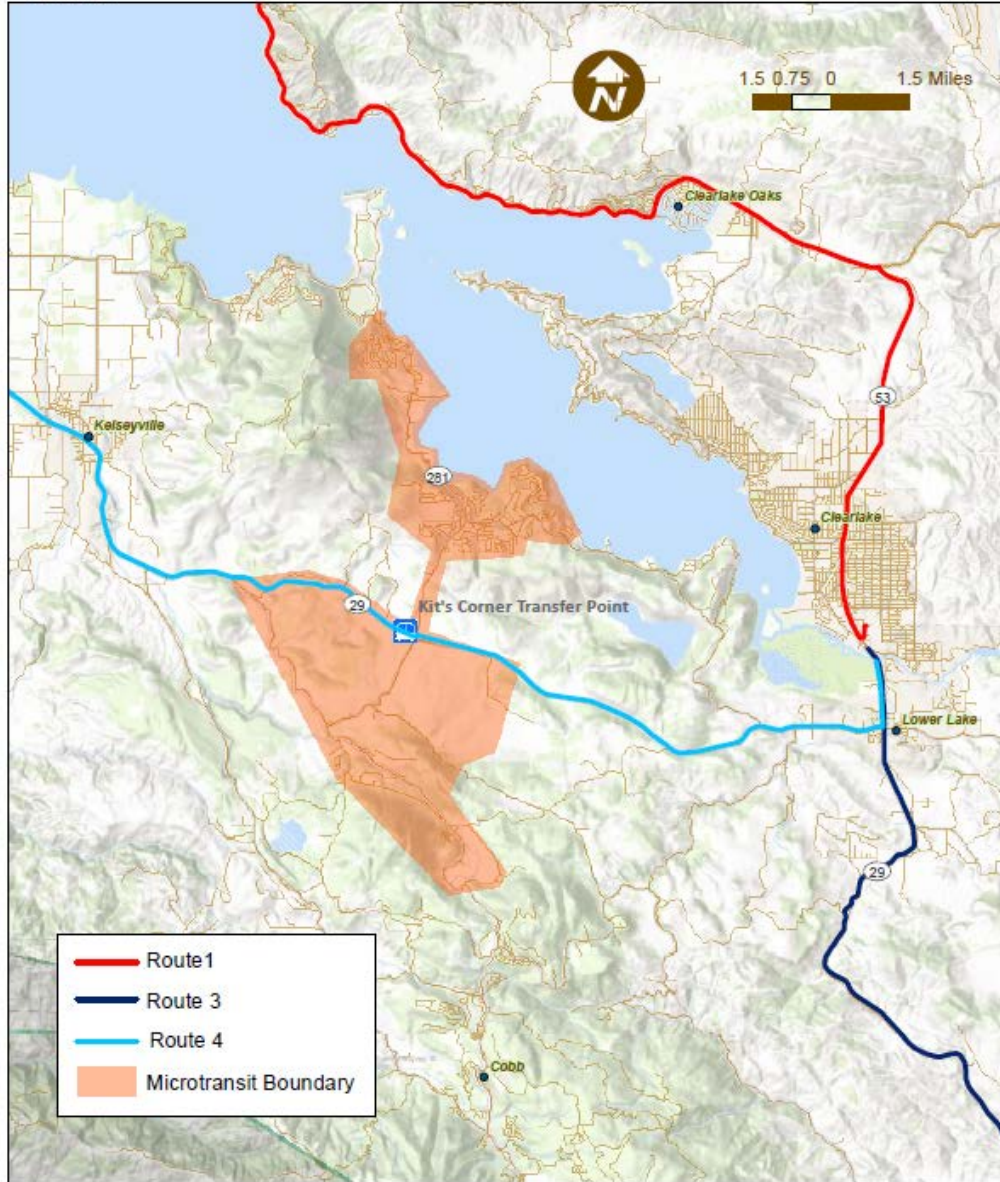 N
1.5 0.75 0 1.5 Miles
Clearlake Oaks
53
Kelseyville
281
Clearlake
29
Kit's Corner Transfer Point
Lower Lake
29
Route1
Route 3
Route 4
Microtransit Boundary
Cobb